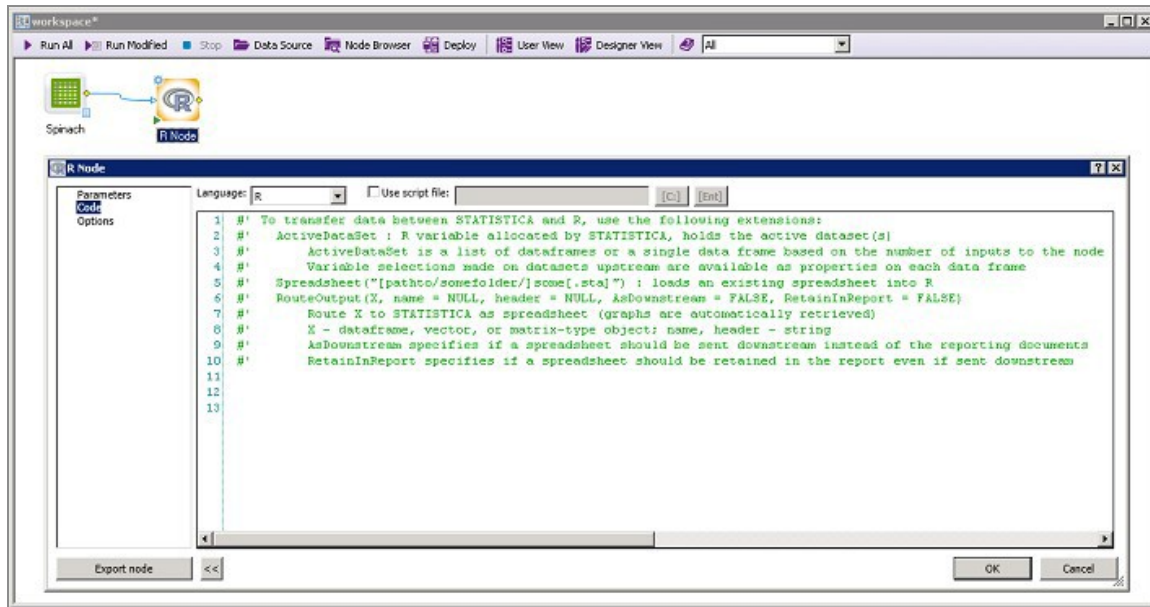 workspace*
Run All Run Modified Stop Data Source Node Browser Deploy User View Designer View All
Spinach
R
R Node
R Node
Parameters
Code
Options
Language: R Use script file: [C:] [Ent]
1 #' To transfer data between STATISTICA and R, use the following extensions:
2 #' ActiveDataSet : R variable allocated by STATISTICA, holds the active dataset(s)
3 #' ActiveDataSet is a list of dataframes or a single data frame based on the number of inputs to the node
4 #' Variable selections made on datasets upstream are available as properties on each data frame
5 #' Spreadsheet("[pathto/somefolder/]some[.sta]") : loads an existing spreadsheet into R
6 #' RouteOutput(X, name = NULL, header = NULL, AsDownstream = FALSE, RetainInReport = FALSE)
7 #' Route X to STATISTICA as spreadsheet (graphs are automatically retrieved)
8 #' X - dataframe, vector, or matrix-type object; name, header - string
9 #' AsDownstream specifies if a spreadsheet should be sent downstream instead of the reporting documents
10 #' RetainInReport specifies if a spreadsheet should be retained in the report even if sent downstream
11
12
13
Export node << OK Cancel